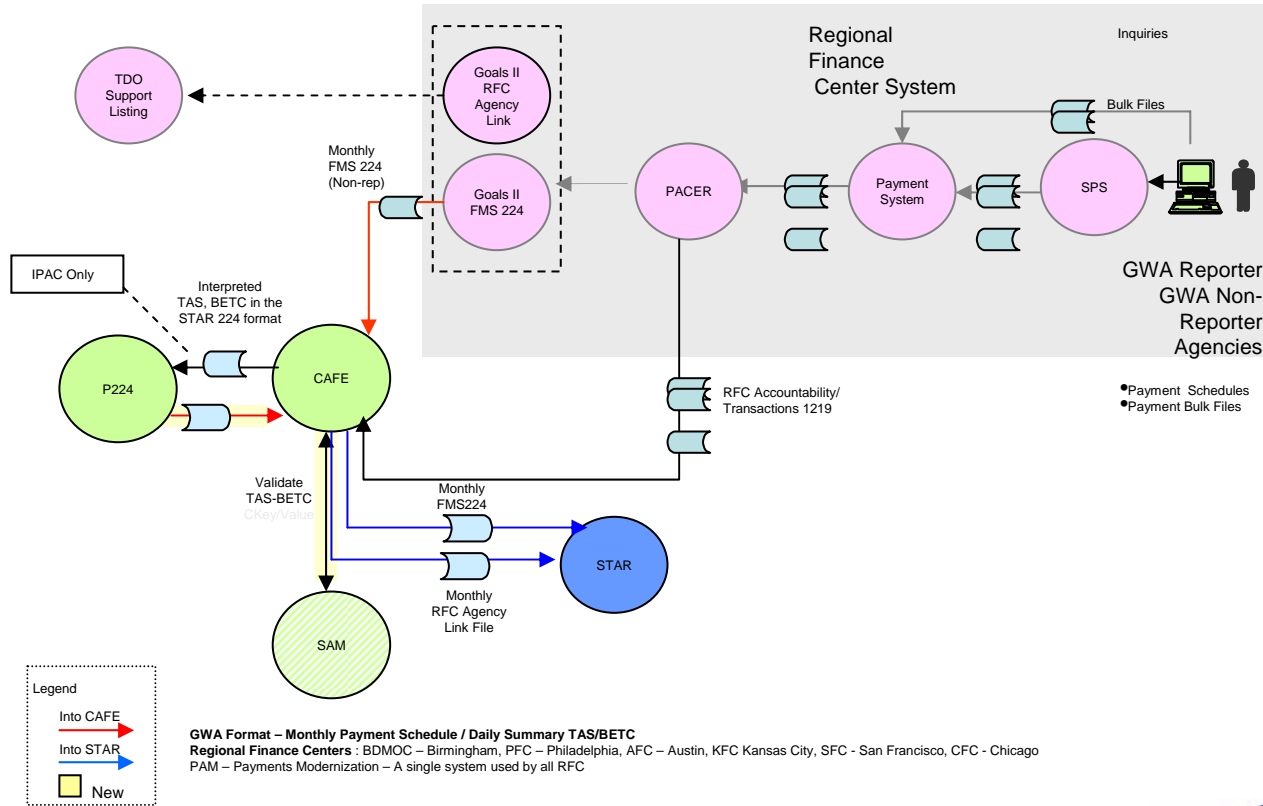 Regional
Finance
Center System
Inquiries
TDO
Support
Listing
Goals II
RFC
Agency
Link
Bulk Files
Monthly
FMS 224
(Non-rep)
Goals II
FMS 224
PACER
Payment
System
SPS
IPAC Only
Interpreted
TAS, BETC in the
STAR 224 format
GWA Reporter
GWA Non-
Reporter
Agencies
P224
CAFE
RFC Accountability/
Transactions 1219
•Payment Schedules
•Payment Bulk Files
Validate
TAS-BETC
CKey/Value
Monthly
FMS224
STAR
Monthly
RFC Agency
Link File
SAM
Legend
Into CAFE
Into STAR
New
GWA Format – Monthly Payment Schedule / Daily Summary TAS/BETC
Regional Finance Centers : BDMOC – Birmingham, PFC – Philadelphia, AFC – Austin, KFC Kansas City, SFC - San Francisco, CFC - Chicago
PAM – Payments Modernization – A single system used by all RFC